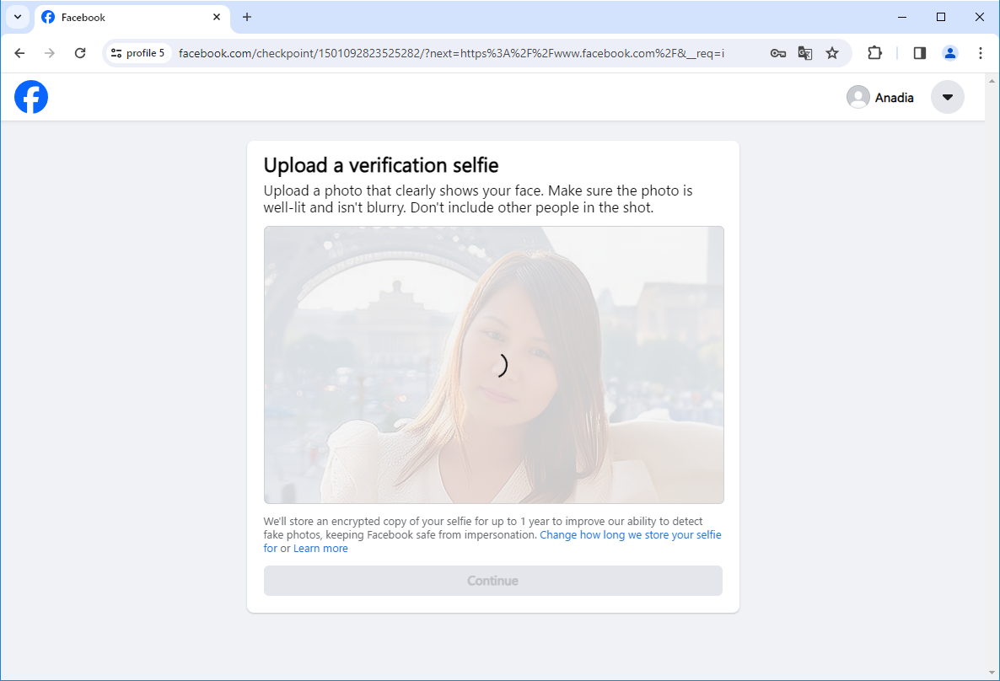 Facebook
profile 5
facebook.com/checkpoint/1501092823525282/?next=https%3A%2F%2Fwww.facebook.com%2F&__req=i
Anadia
Upload a verification selfie
Upload a photo that clearly shows your face. Make sure the photo is
well-lit and isn't blurry. Don't include other people in the shot.
We'll store an encrypted copy of your selfie for up to 1 year to improve our ability to detect
fake photos, keeping Facebook safe from impersonation. Change how long we store your selfie
for or Learn more
Continue